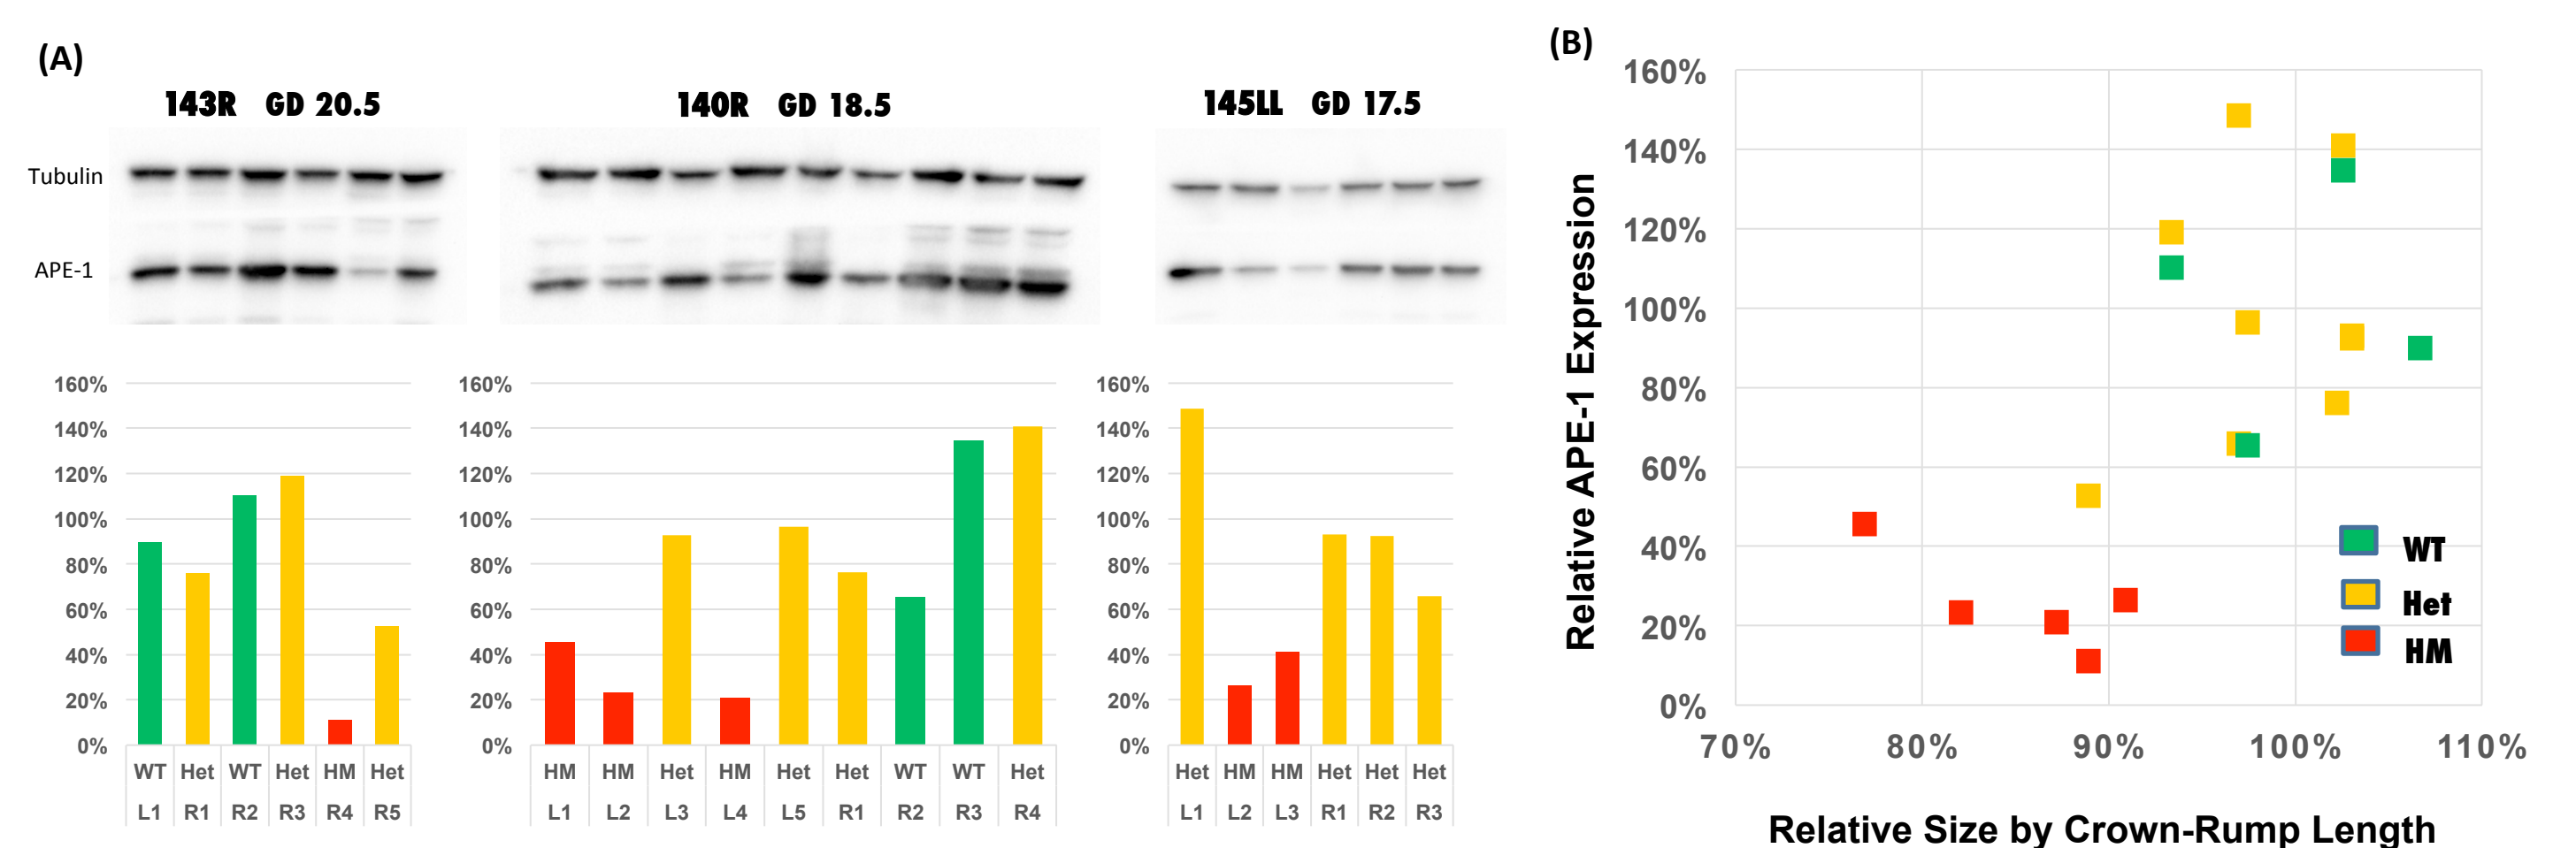 (A)
143R GD 20.5
140R GD 18.5
145LL GD 17.5
Tubulin
APE-1
160%
140%
120%
100%
80%
60%
40%
20%
0%
WT Het WT Het HM Het
L1 R1 R2 R3 R4 R5
160%
140%
120%
100%
80%
60%
40%
20%
0%
HM HM Het HM Het Het WT WT Het
L1 L2 L3 L4 L5 R1 R2 R3 R4
160%
140%
120%
100%
80%
60%
40%
20%
0%
Het HM HM Het Het Het
L1 L2 L3 R1 R2 R3
(B)
Relative APE-1 Expression
160%
140%
120%
100%
80%
60%
40%
20%
0%
WT
Het
HM
70% 80% 90% 100% 110%
Relative Size by Crown-Rump Length